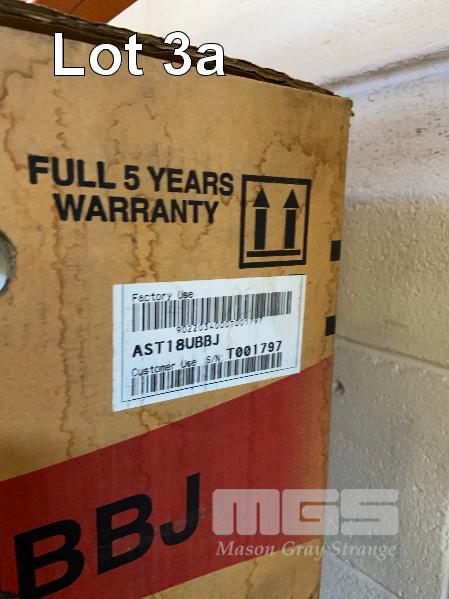 Lot 3a
FULL 5 YEARS
WARRANTY
Factory Use
AST18UBBJ
Customer Use S/N: T001797
BBJ
MGS
Mason Gray Strange